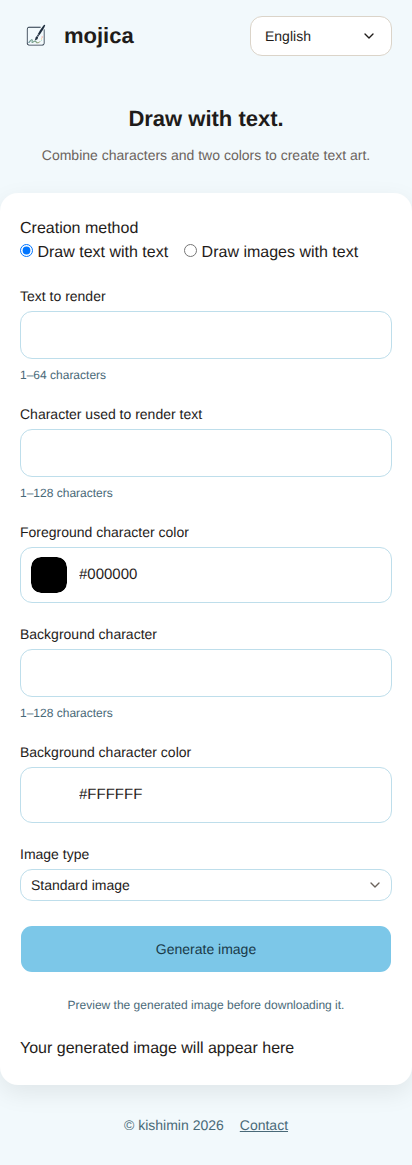 mojica
English
Draw with text.
Combine characters and two colors to create text art.
Creation method
Draw text with text Draw images with text
Text to render
1–64 characters
Character used to render text
1–128 characters
Foreground character color
#000000
Background character
1–128 characters
Background character color
#FFFFFF
Image type
Standard image
Generate image
Preview the generated image before downloading it.
Your generated image will appear here
© kishimin 2026 Contact